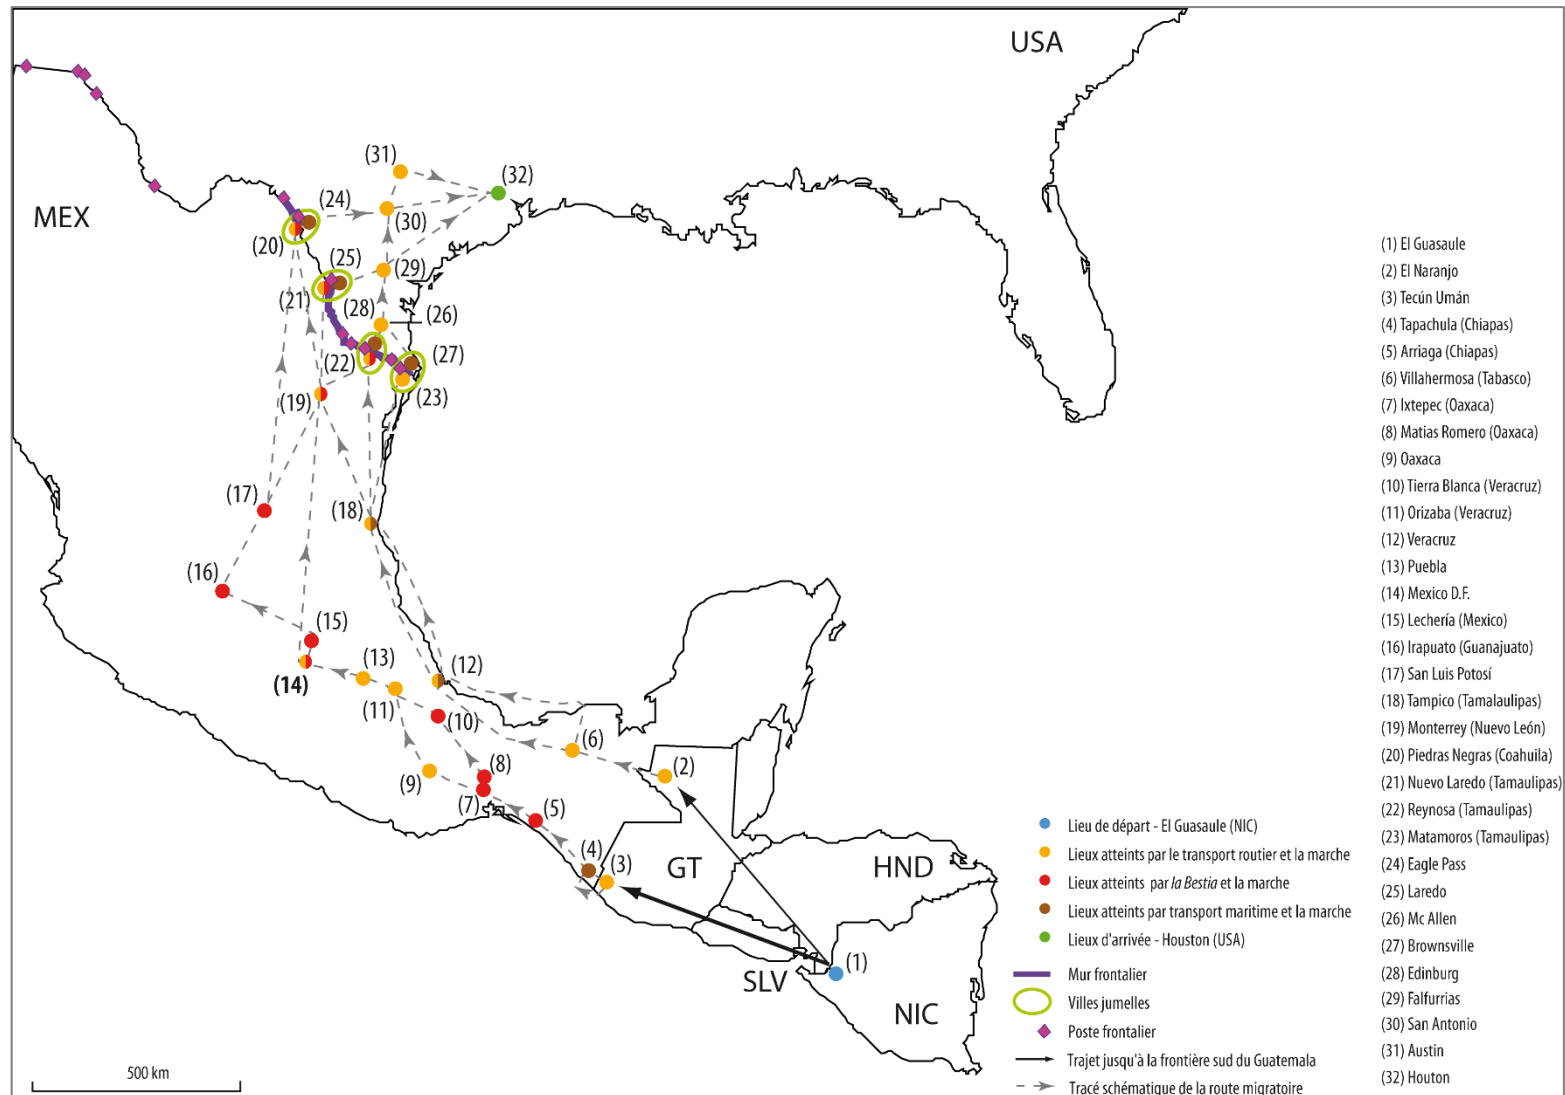 USA
MEX
(31)
(32)
(24)
(30)
(20)
(25)
(29)
(21)
(28)
(26)
(22)
(27)
(23)
(19)
(17)
(18)
(16)
(15)
(13)
(12)
(14)
(11)
(10)
(6)
(9)
(8)
(2)
(7)
(5)
(4)
(3)
GT
HND
(1)
SLV
NIC
500 km
(1) El Guasaule
(2) El Naranjo
(3) Tecún Umán
(4) Tapachula (Chiapas)
(5) Arriaga (Chiapas)
(6) Villahermosa (Tabasco)
(7) Ixtepec (Oaxaca)
(8) Matias Romero (Oaxaca)
(9) Oaxaca
(10) Tierra Blanca (Veracruz)
(11) Orizaba (Veracruz)
(12) Veracruz
(13) Puebla
(14) Mexico D.F.
(15) Lechería (Mexico)
(16) Irapuato (Guanajuato)
(17) San Luis Potosí
(18) Tampico (Tamalaulipas)
(19) Monterrey (Nuevo León)
(20) Piedras Negras (Coahuila)
(21) Nuevo Laredo (Tamaulipas)
(22) Reynosa (Tamaulipas)
(23) Matamoros (Tamaulipas)
(24) Eagle Pass
(25) Laredo
(26) Mc Allen
(27) Brownsville
(28) Edinburg
(29) Falfurrias
(30) San Antonio
(31) Austin
(32) Houton
Lieu de départ - El Guasaule (NIC)
Lieux atteints par le transport routier et la marche
Lieux atteints par la Bestia et la marche
Lieux atteints par transport maritime et la marche
Lieux d'arrivée - Houston (USA)
Mur frontalier
Villes jumelles
Poste frontalier
Trajet jusqu'à la frontière sud du Guatemala
Tracé schématique de la route migratoire